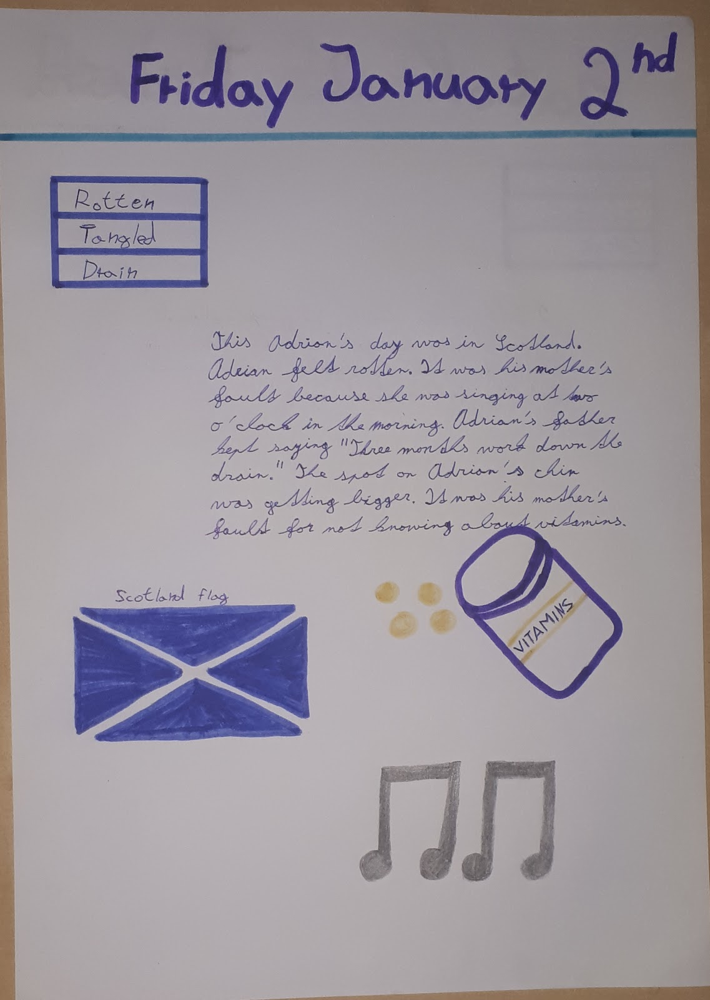 Friday January 2nd
Rotten
Tangled
Drain
This Adrian's day was in Scotland.
Adrian felt rotten. It was his mother's
fault because she was singing at two
o'clock in the morning. Adrian's father
kept saying "Three months work down the
drain." The spot on Adrian's chin
was getting bigger. It was his mother's
fault for not knowing about vitamins.
Scotland flag
VITAMINS